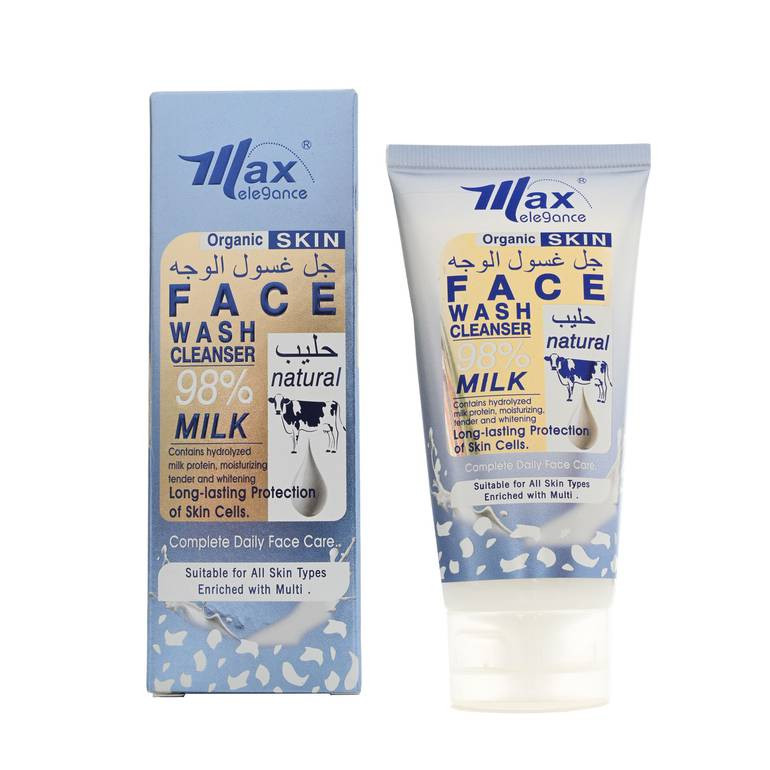 Max ®
elegance
Organic SKIN
جل غسول الوجه
FACE
WASH
CLEANSER
98%
MILK
حليب
natural
Contains hydrolyzed
milk protein, moisturizing
tender and whitening
Long-lasting Protection
of Skin Cells.
Complete Daily Face Care..
Suitable for All Skin Types
Enriched with Multi .
Max ®
elegance
Organic SKIN
جل غسول الوجه
FACE
WASH
CLEANSER
98%
MILK
حليب
natural
Contains hydrolyzed
milk protein, moisturizing,
tender and whitening
Long-lasting Protection
of Skin Cells.
Complete Daily Face Care.
Suitable for All Skin Types
Enriched with Multi .